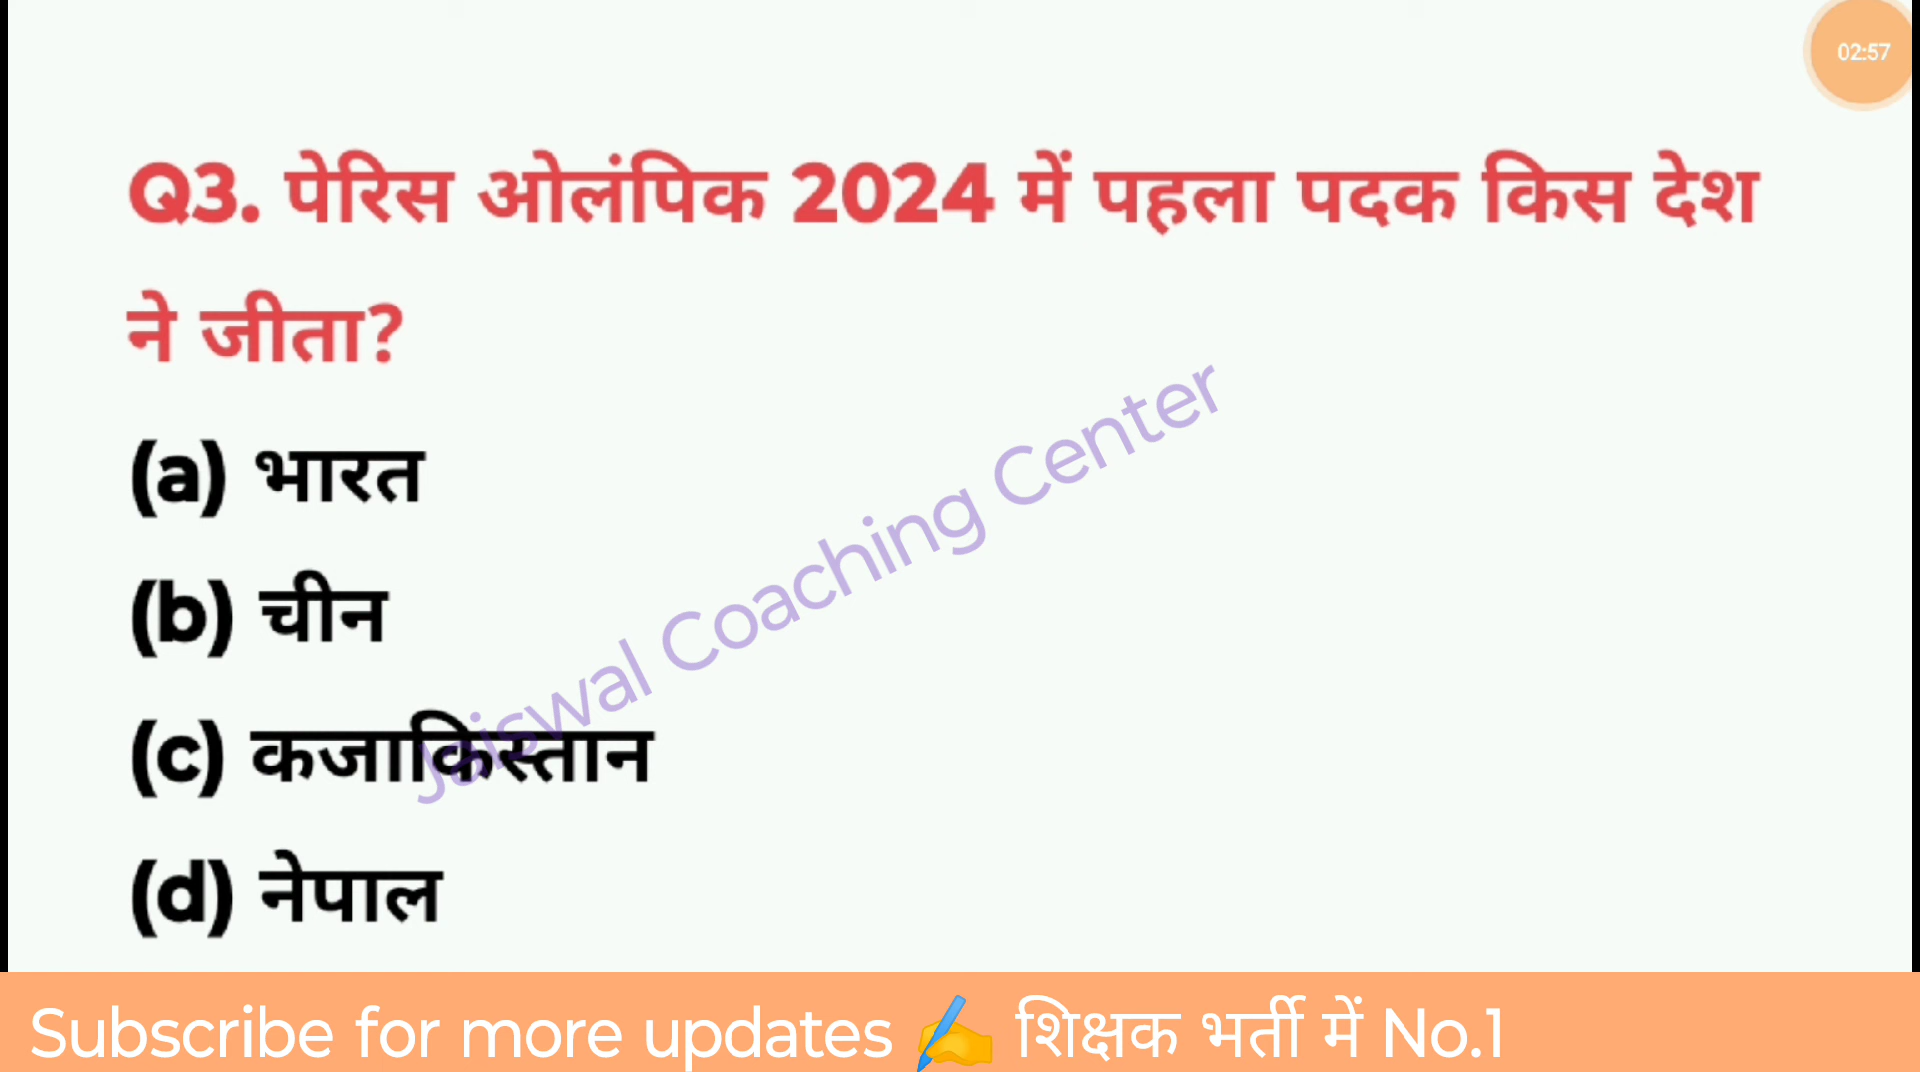 02:57
Q3. पेरिस ओलंपिक 2024 में पहला पदक किस देश
ने जीता?
(a) भारत
(b) चीन
(c) कजाकिस्तान
(d) नेपाल
Jaiswal Coaching Center
Subscribe for more updates ✍️ शिक्षक भर्ती में No.1